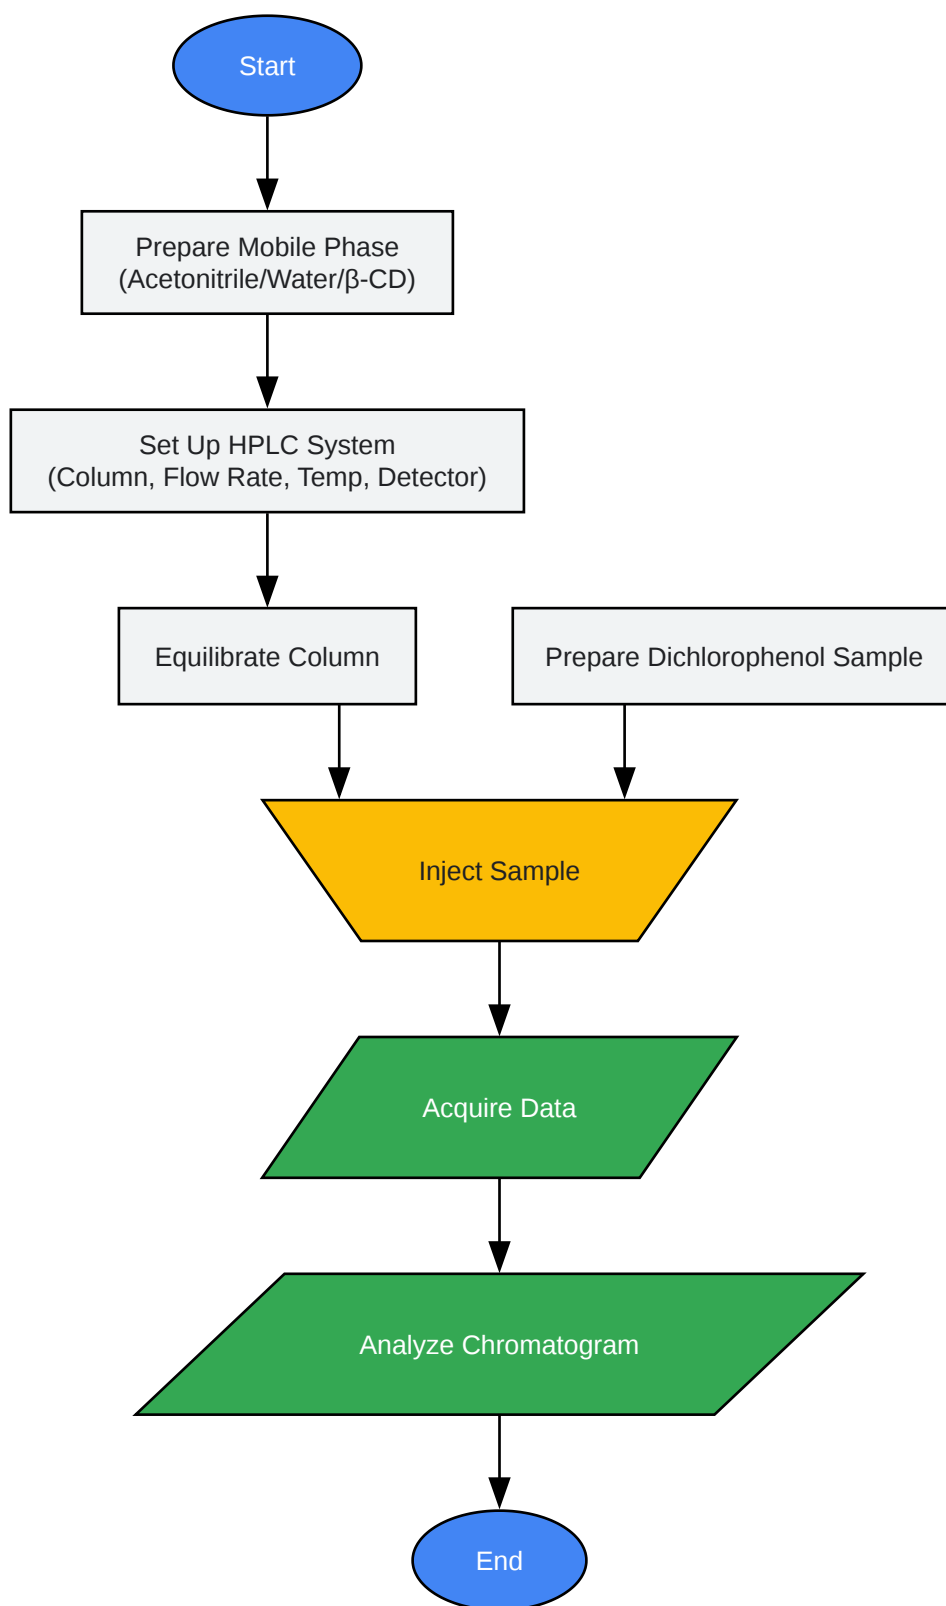 Start
Prepare Mobile Phase
(Acetonitrile/Water/β-CD)
Set Up HPLC System
(Column, Flow Rate, Temp, Detector)
Equilibrate Column
Prepare Dichlorophenol Sample
Inject Sample
Acquire Data
Analyze Chromatogram
End